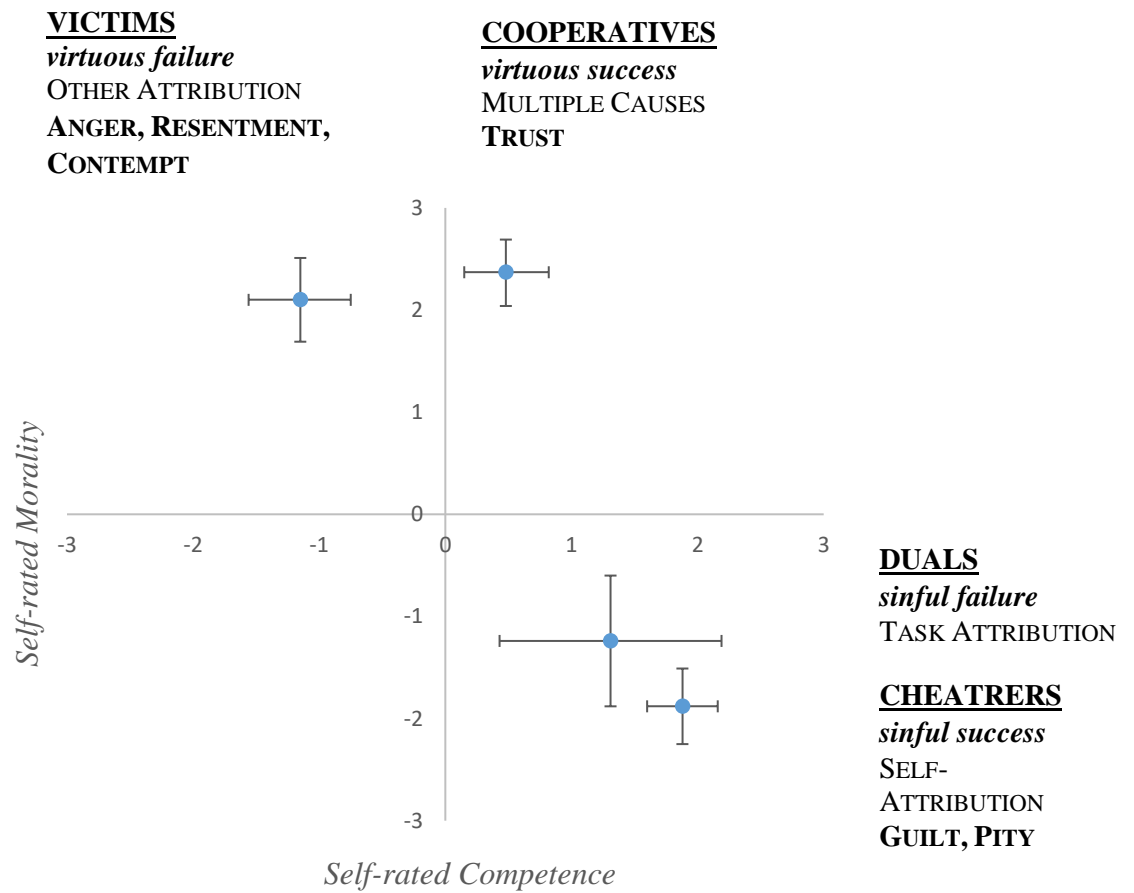 VICTIMS
virtuous failure
OTHER ATTRIBUTION
ANGER, RESENTMENT,
CONTEMPT
COOPERATIVES
virtuous success
MULTIPLE CAUSES
TRUST
3
2
1
0
-1
-2
-3
-3
-2
-1
0
1
2
3
Self-rated Morality
Self-rated Competence
DUALS
sinful failure
TASK ATTRIBUTION
CHEATRERS
sinful success
SELF-
ATTRIBUTION
GUILT, PITY